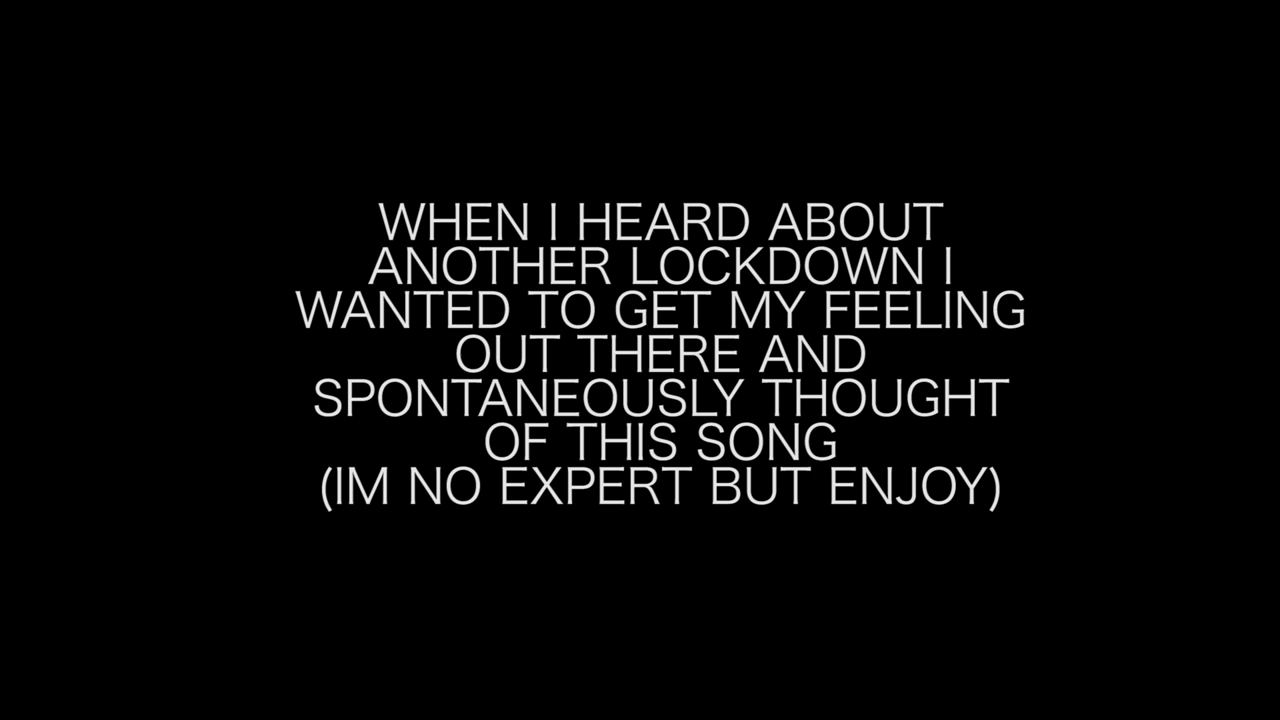 WHEN I HEARD ABOUT
ANOTHER LOCKDOWN I
WANTED TO GET MY FEELING
OUT THERE AND
SPONTANEOUSLY THOUGHT
OF THIS SONG
(IM NO EXPERT BUT ENJOY)